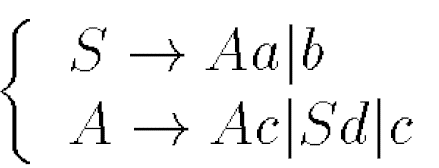 S → Aa|b
A → Ac|Sd|c